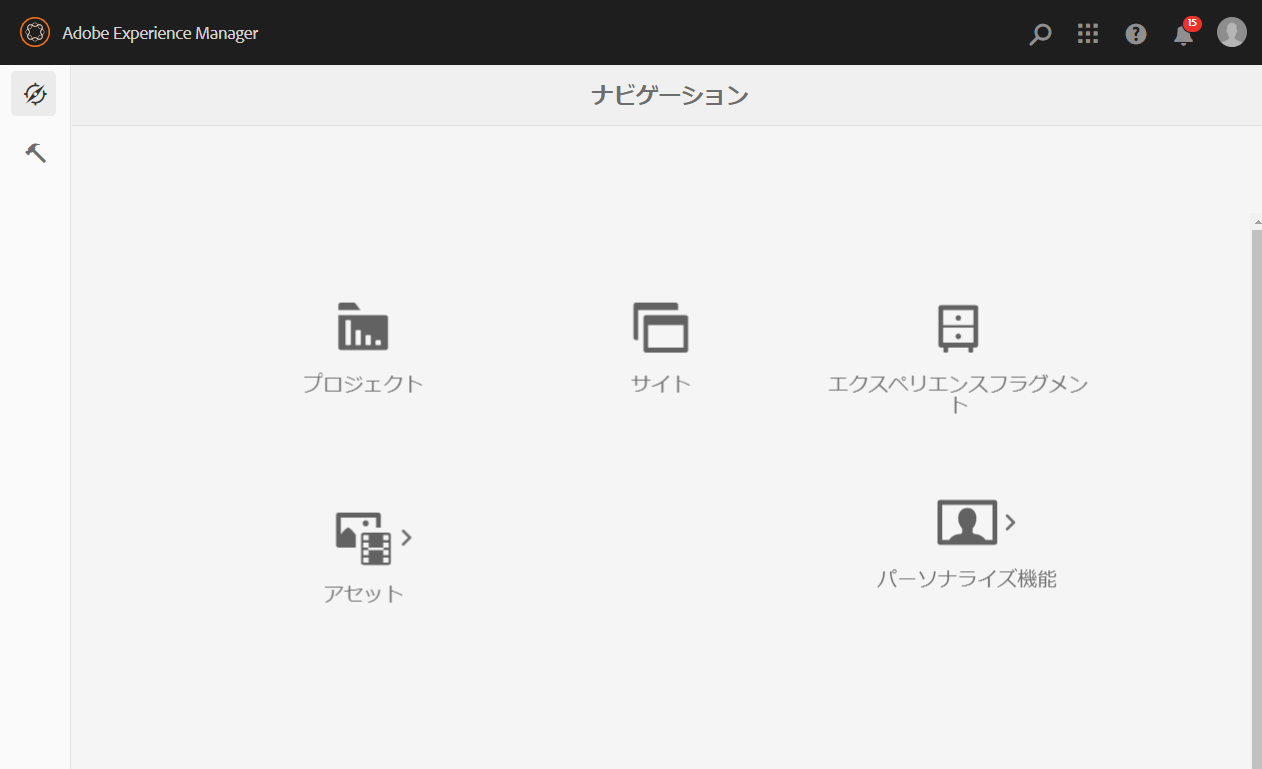 Adobe Experience Manager
15
ナビゲーション
プロジェクト
サイト
エクスペリエンスフラグメン
ト
アセット
パーソナライズ機能